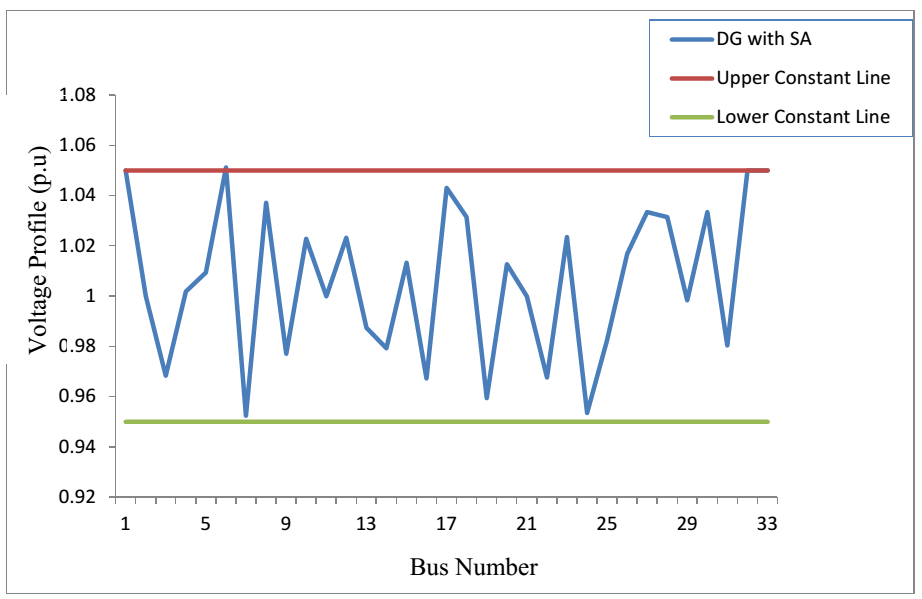 DG with SA
Upper Constant Line
Lower Constant Line
1.08
1.06
1.04
1.02
1
0.98
0.96
0.94
0.92
Voltage Profile (p.u)
1 5 9 13 17 21 25 29 33
Bus Number